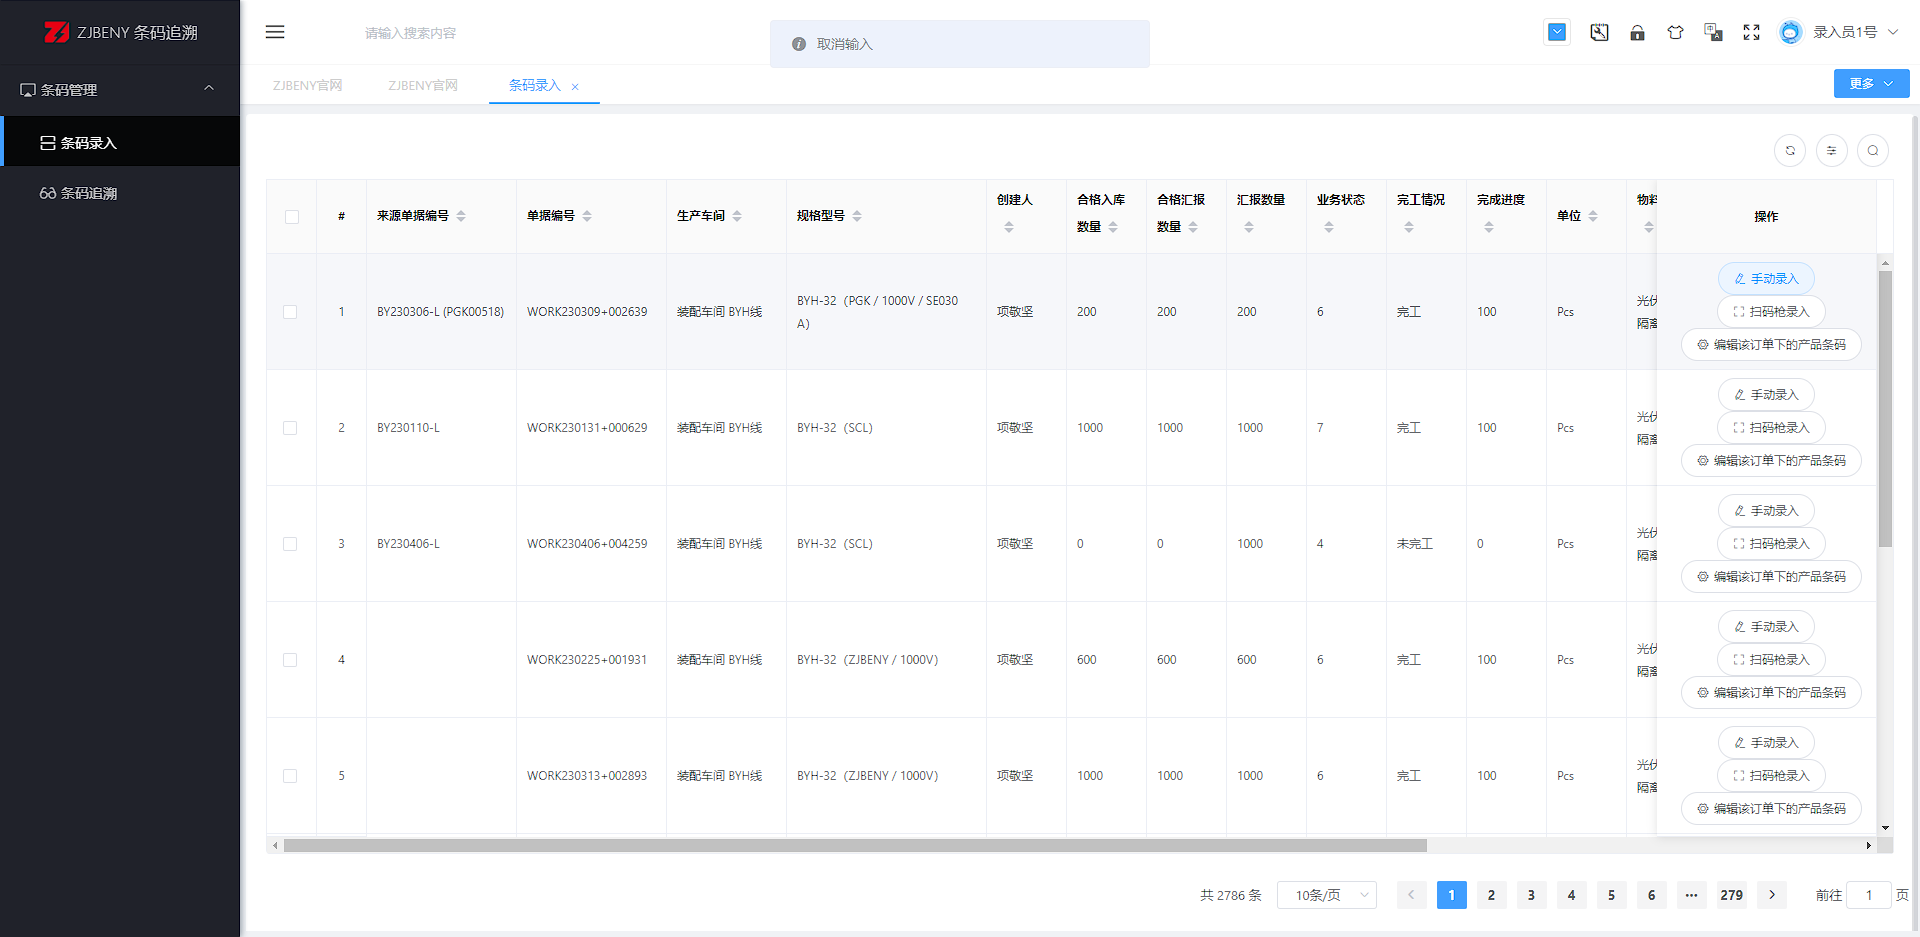 ZJBENY 条码追溯
请输入搜索内容
取消输入
录入员1号
条码管理
ZJBENY官网
ZJBENY官网
条码录入
更多
条码录入
条码追溯
#
来源单据编号
单据编号
生产车间
规格型号
创建人
合格入库
数量
合格汇报
数量
汇报数量
业务状态
完工情况
完成进度
单位
物料
操作
1
BY230306-L (PGK00518)
WORK230309+002639
装配车间 BYH线
BYH-32（PGK / 1000V / SE030
A）
项敬坚
200
200
200
6
完工
100
Pcs
光伏
隔离
手动录入
扫码枪录入
编辑该订单下的产品条码
2
BY230110-L
WORK230131+000629
装配车间 BYH线
BYH-32（SCL）
项敬坚
1000
1000
1000
7
完工
100
Pcs
光伏
隔离
手动录入
扫码枪录入
编辑该订单下的产品条码
3
BY230406-L
WORK230406+004259
装配车间 BYH线
BYH-32（SCL）
项敬坚
0
0
1000
4
未完工
0
Pcs
光伏
隔离
手动录入
扫码枪录入
编辑该订单下的产品条码
4
WORK230225+001931
装配车间 BYH线
BYH-32（ZJBENY / 1000V）
项敬坚
600
600
600
6
完工
100
Pcs
光伏
隔离
手动录入
扫码枪录入
编辑该订单下的产品条码
5
WORK230313+002893
装配车间 BYH线
BYH-32（ZJBENY / 1000V）
项敬坚
1000
1000
1000
6
完工
100
Pcs
光伏
隔离
手动录入
扫码枪录入
编辑该订单下的产品条码
共 2786 条
10条/页
1
2
3
4
5
6
···
279
前往 1 页